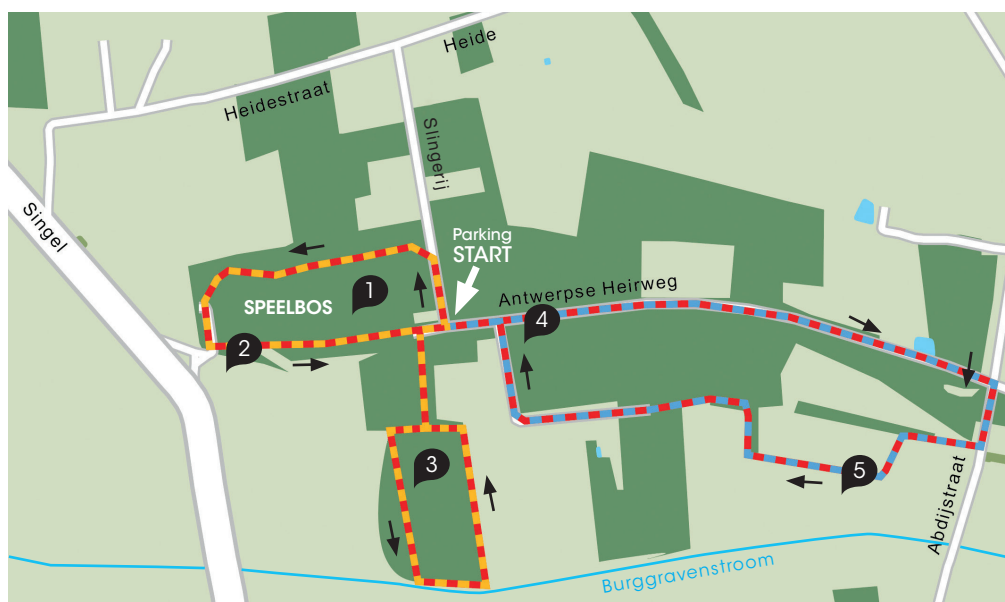 Heide
Heidestraat
Slingerij
Singel
Parking
START
1
SPEELBOS
Antwerpse Heirweg
2
4
3
5
Abdijstraat
Burggravenstroom